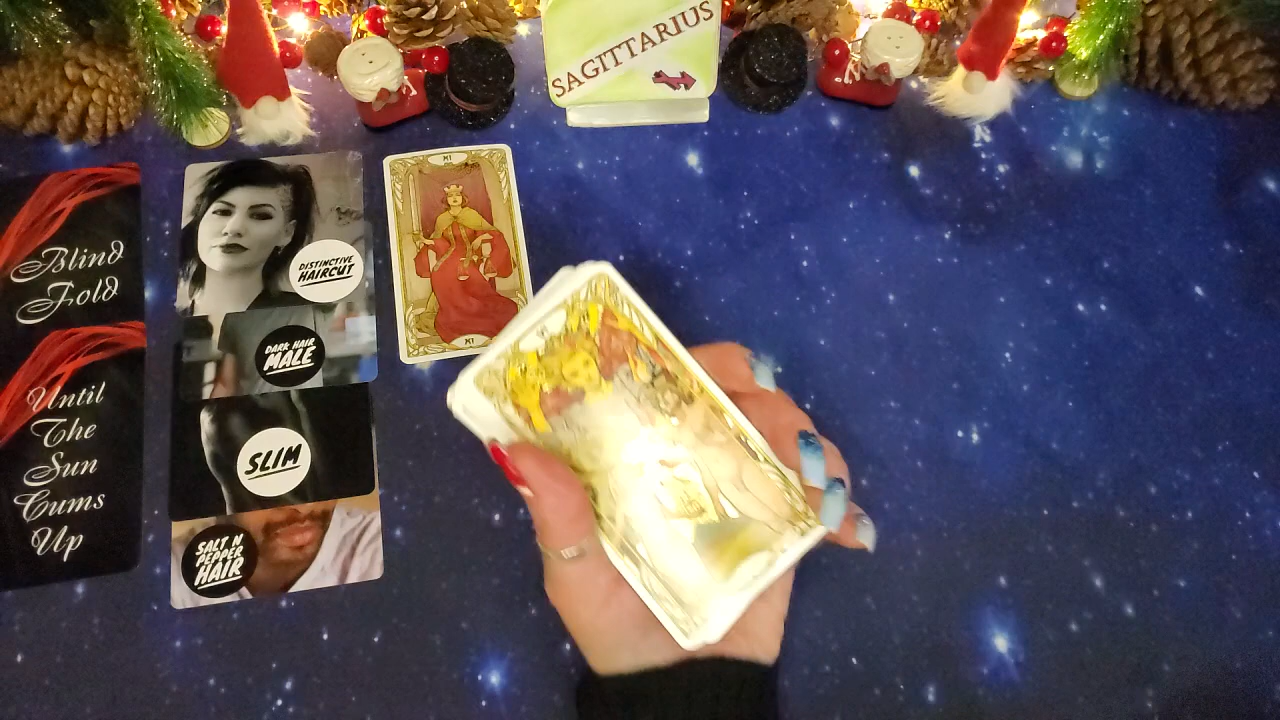 SAGITTARIUS
Blind
Fold
Until
The
Sun
Cums
Up
DISTINCTIVE
HAIRCUT
DARK HAIR
MALE
SLIM
SALT N
PEPPER
HAIR
XI
XI